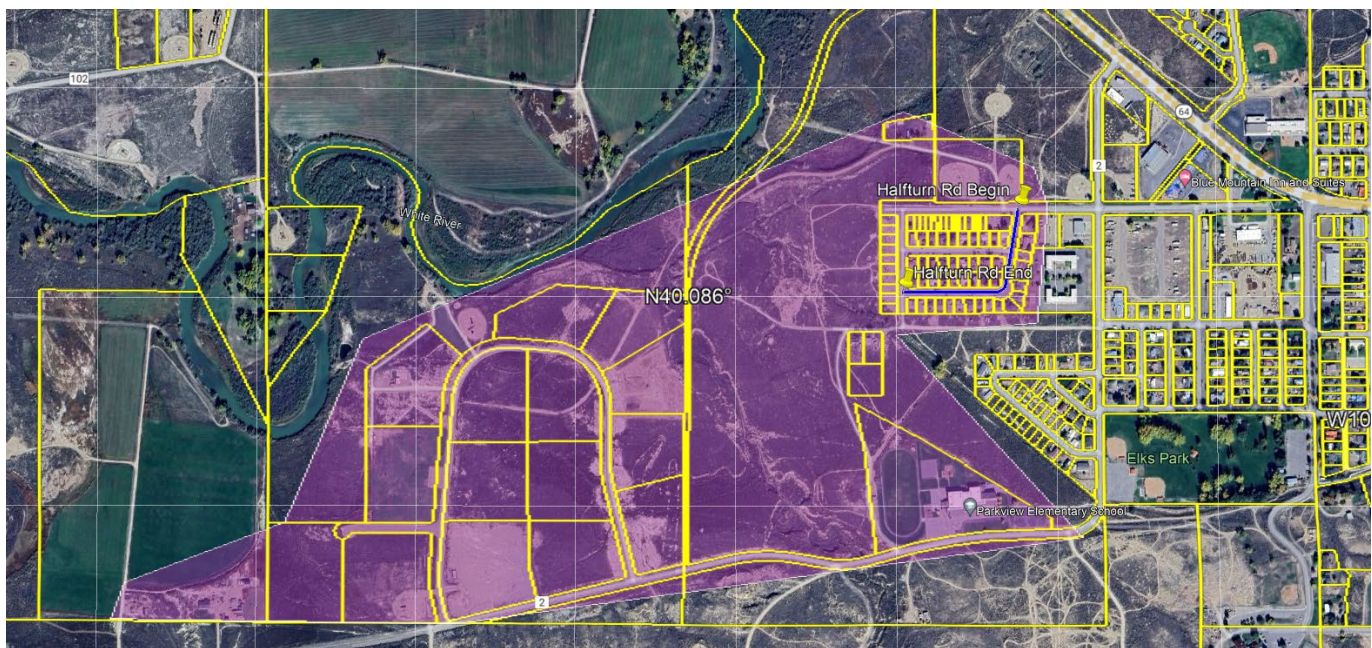 102
64
2
Blue Mountain Inn and Suites
Halfturn Rd Begin
White River
Halfturn Rd End
N40.086°
W10
Elks Park
Parkview Elementary School
2